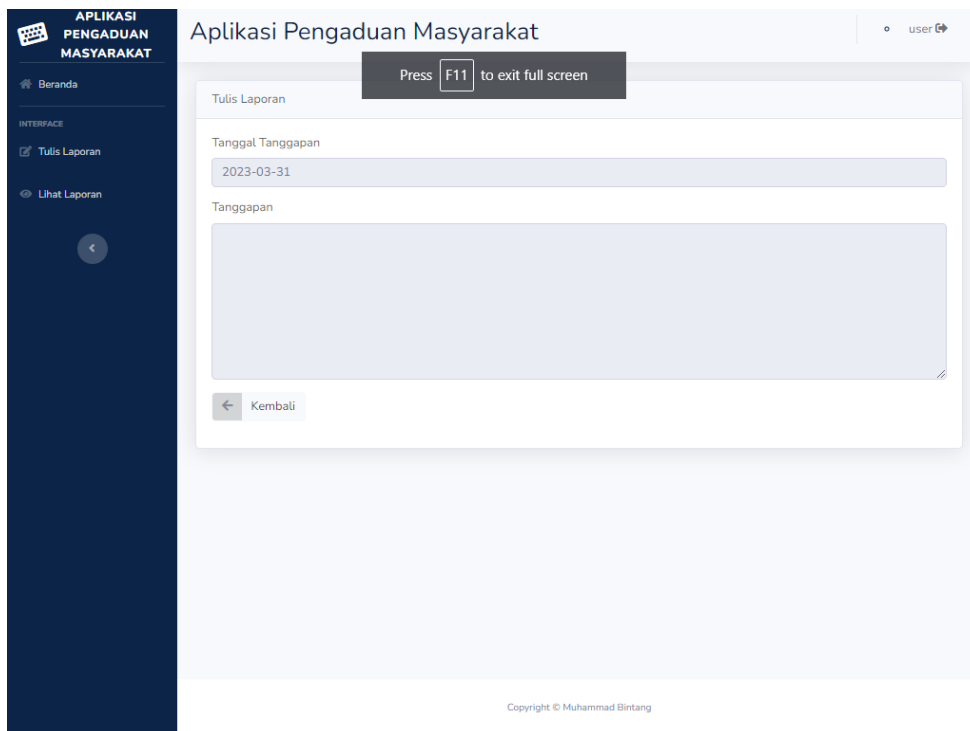 APLIKASI
PENGADUAN
MASYARAKAT
Beranda
INTERFACE
Tulis Laporan
Lihat Laporan
Aplikasi Pengaduan Masyarakat
user
Press F11 to exit full screen
Tulis Laporan
Tanggal Tanggapan
2023-03-31
Tanggapan
Kembali
Copyright © Muhammad Bintang